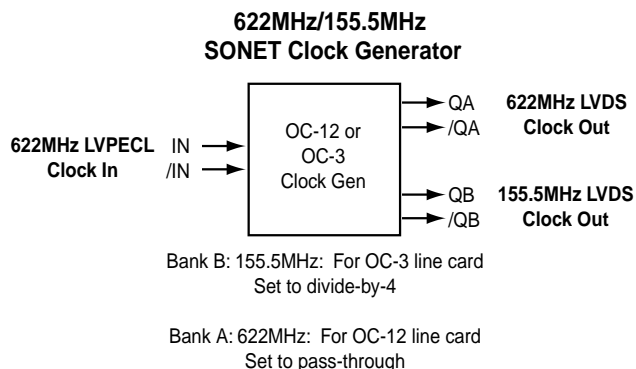 622MHz/155.5MHz
SONET Clock Generator
622MHz LVPECL
Clock In
IN
/IN
OC-12 or
OC-3
Clock Gen
QA
/QA
622MHz LVDS
Clock Out
QB
/QB
155.5MHz LVDS
Clock Out
Bank B: 155.5MHz: For OC-3 line card
Set to divide-by-4
Bank A: 622MHz: For OC-12 line card
Set to pass-through